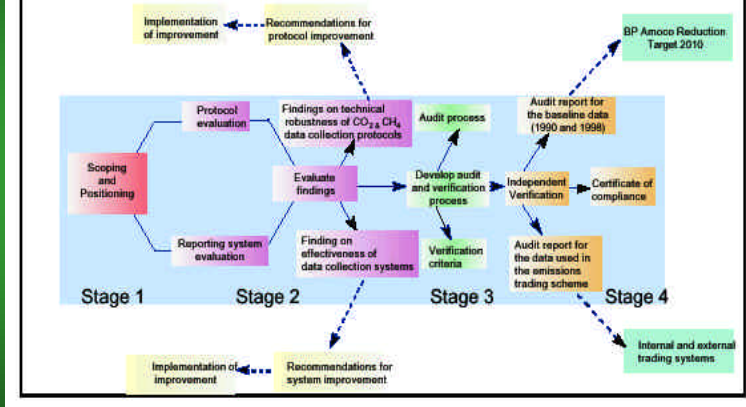 Implementation
of improvement
Recommendations for
protocol improvement
BP Amoco Reduction
Target 2010
Protocol
evaluation
Findings on technical
robustness of CO2 & CH4
data collection protocols
Audit process
Audit report for
the baseline data
(1990 and 1998)
Scoping
and
Positioning
Evaluate
findings
Develop audit
and verification
process
Independent
Verification
Certificate of
compliance
Reporting system
evaluation
Finding on
effectiveness of
data collection systems
Verification
criteria
Audit report for
the data used in
the emissions
trading scheme
Stage 1
Stage 2
Stage 3
Stage 4
Implementation of
improvement
Recommendations for
system improvement
Internal and external
trading systems